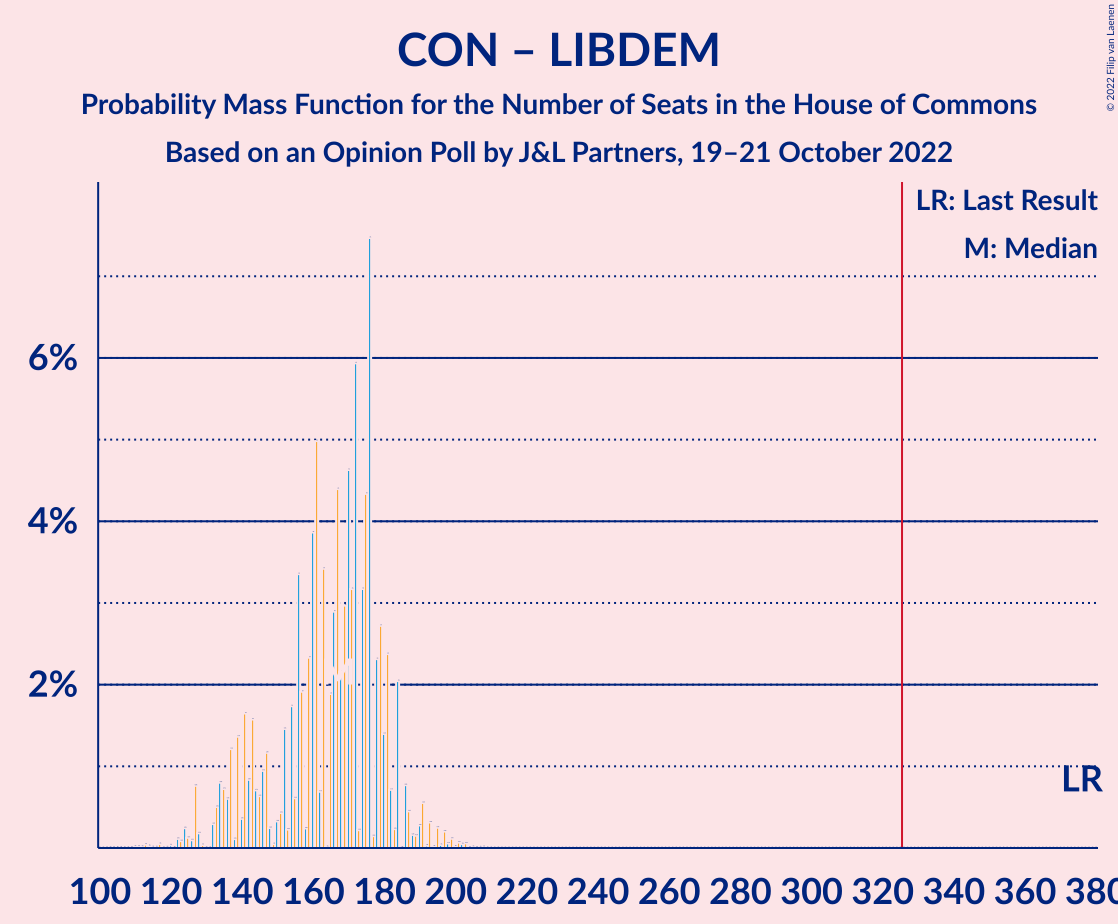 CON – LIBDEM
Probability Mass Function for the Number of Seats in the House of Commons
Based on an Opinion Poll by J&L Partners, 19–21 October 2022
© 2022 Filip van Laenen
LR: Last Result
M: Median
6%
4%
2%
LR
100 120 140 160 180 200 220 240 260 280 300 320 340 360 380